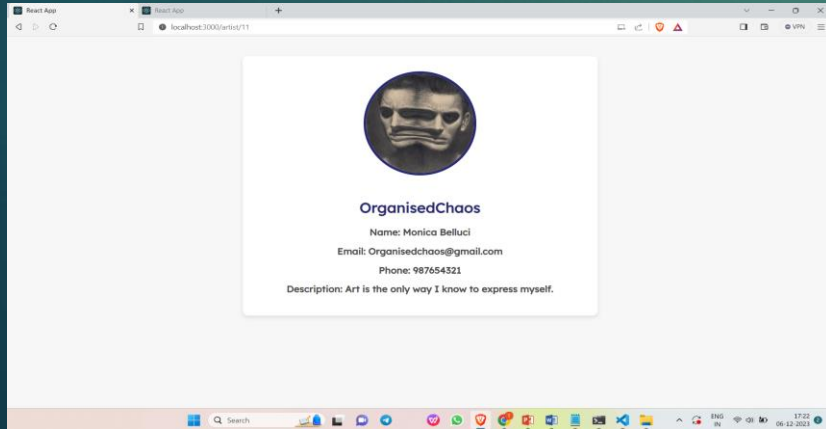 React App
React App
localhost:3000/artist/11
VPN
OrganisedChaos
Name: Monica Belluci
Email: Organisedchaos@gmail.com
Phone: 987654321
Description: Art is the only way I know to express myself.
Search
ENG
IN
17:22
06-12-2023